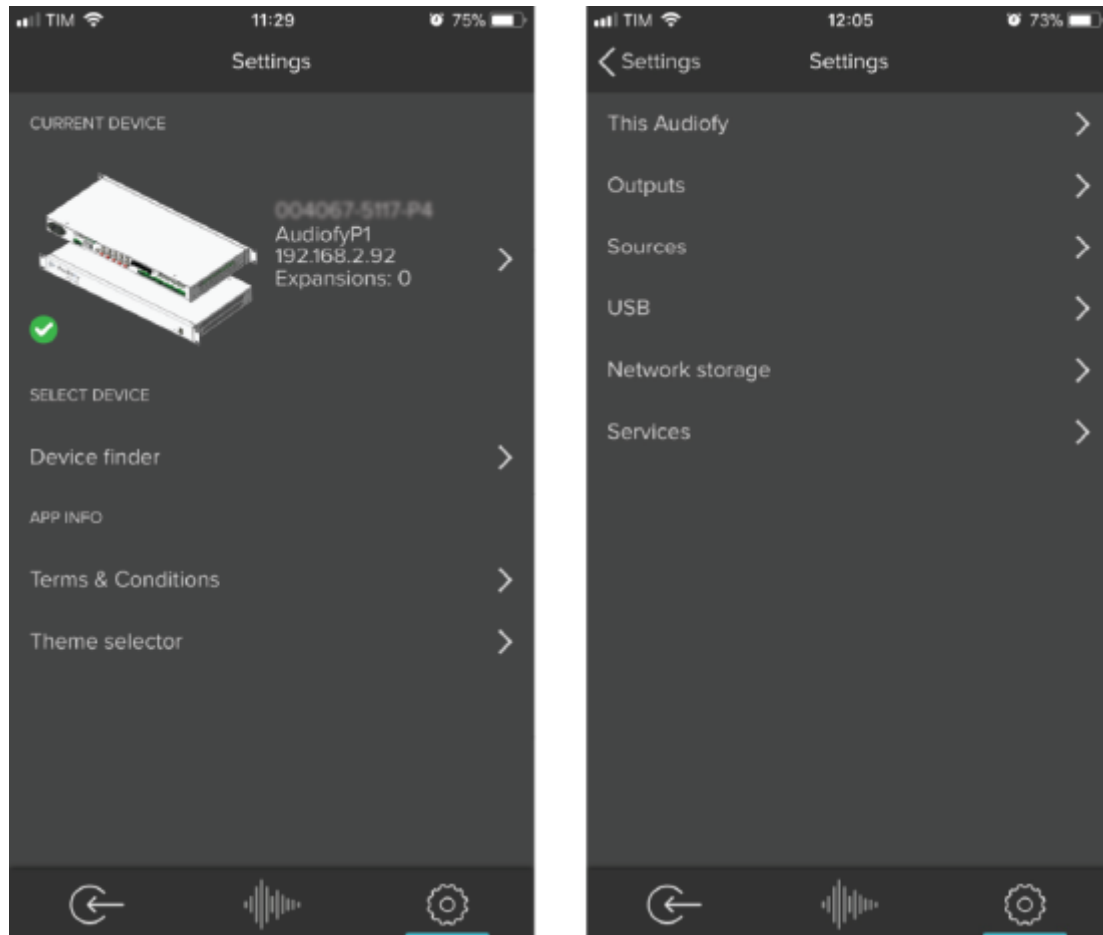 TIM 11:29 75%
Settings
CURRENT DEVICE
AudiofyP1
192.168.2.92
Expansions: 0
SELECT DEVICE
Device finder
APP INFO
Terms & Conditions
Theme selector
TIM 12:05 73%
Settings Settings
This Audiofy
Outputs
Sources
USB
Network storage
Services